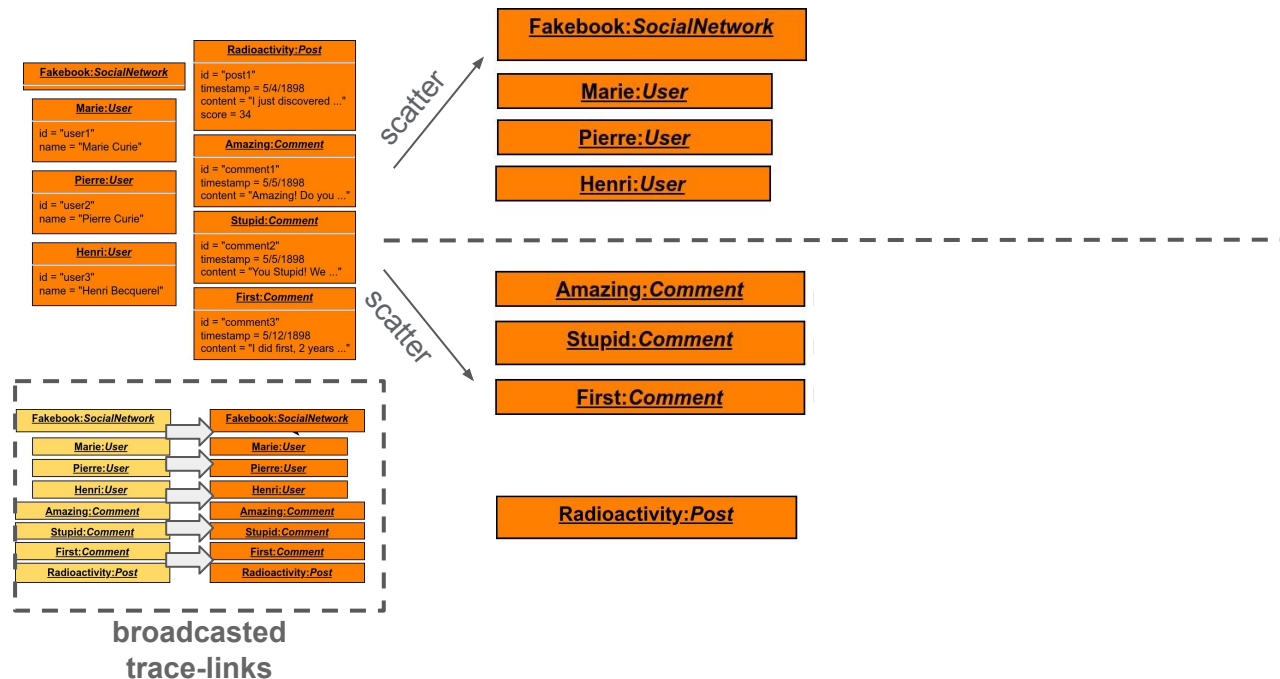 Fakebook:SocialNetwork
Marie:User
id = "user1"
name = "Marie Curie"
Pierre:User
id = "user2"
name = "Pierre Curie"
Henri:User
id = "user3"
name = "Henri Becquerel"
Radioactivity:Post
id = "post1"
timestamp = 5/4/1898
content = "I just discovered ..."
score = 34
Amazing:Comment
id = "comment1"
timestamp = 5/5/1898
content = "Amazing! Do you ..."
Stupid:Comment
id = "comment2"
timestamp = 5/5/1898
content = "You Stupid! We ..."
First:Comment
id = "comment3"
timestamp = 5/12/1898
content = "I did first, 2 years ..."
scatter
scatter
Fakebook:SocialNetwork
Marie:User
Pierre:User
Henri:User
Amazing:Comment
Stupid:Comment
First:Comment
Radioactivity:Post
Fakebook:SocialNetwork
Marie:User
Pierre:User
Henri:User
Amazing:Comment
Stupid:Comment
First:Comment
Radioactivity:Post
Fakebook:SocialNetwork
Marie:User
Pierre:User
Henri:User
Amazing:Comment
Stupid:Comment
First:Comment
Radioactivity:Post
broadcasted
trace-links